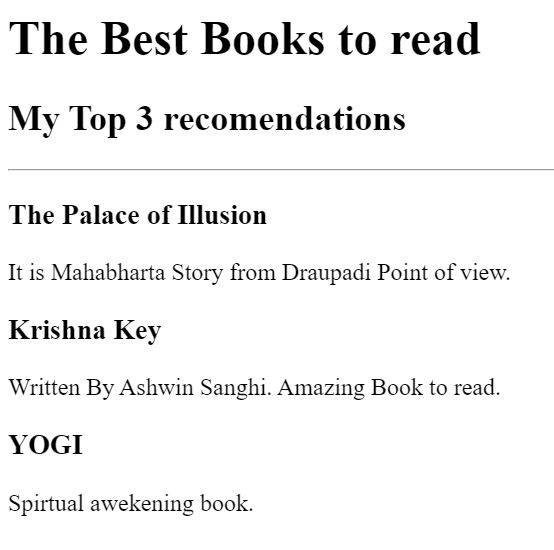 The Best Books to read
My Top 3 recomendations
The Palace of Illusion
It is Mahabharta Story from Draupadi Point of view.
Krishna Key
Written By Ashwin Sanghi. Amazing Book to read.
YOGI
Spirtual awekening book.